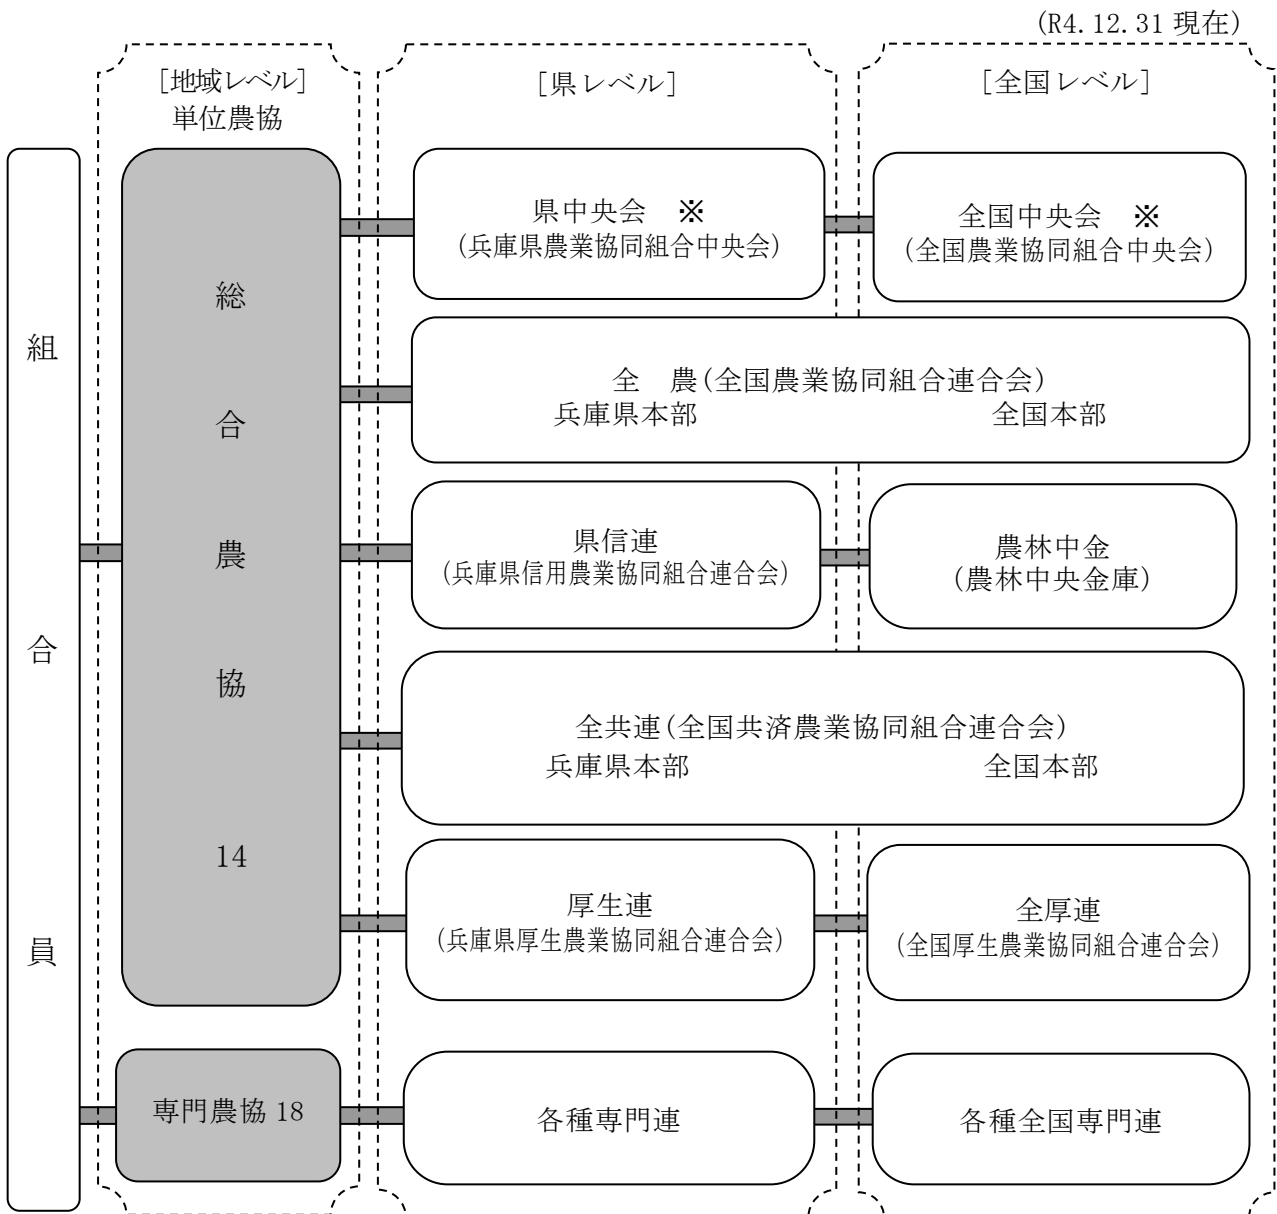 (R4.12.31 現在)
[地域レベル]
単位農協
[県レベル]
[全国レベル]
組合員
総合農協 14
県中央会 ※
(兵庫県農業協同組合中央会)
全国中央会 ※
(全国農業協同組合中央会)
全 農(全国農業協同組合連合会)
兵庫県本部 全国本部
県信連
(兵庫県信用農業協同組合連合会)
農林中金
(農林中央金庫)
全共連(全国共済農業協同組合連合会)
兵庫県本部 全国本部
厚生連
(兵庫県厚生農業協同組合連合会)
全厚連
(全国厚生農業協同組合連合会)
専門農協 18
各種専門連
各種全国専門連